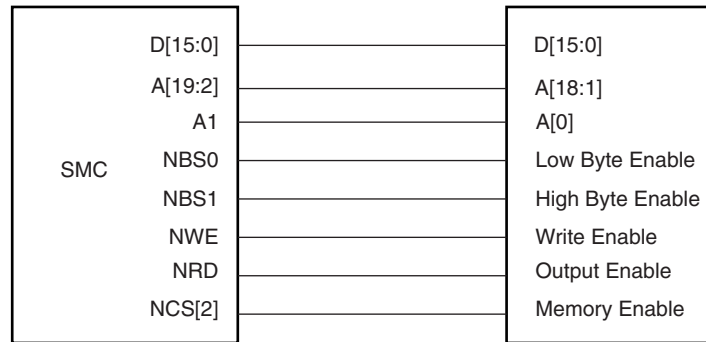 D[15:0] D[15:0]
A[19:2] A[18:1]
A1 A[0]
NBS0 Low Byte Enable
SMC
NBS1 High Byte Enable
NWE Write Enable
NRD Output Enable
NCS[2] Memory Enable